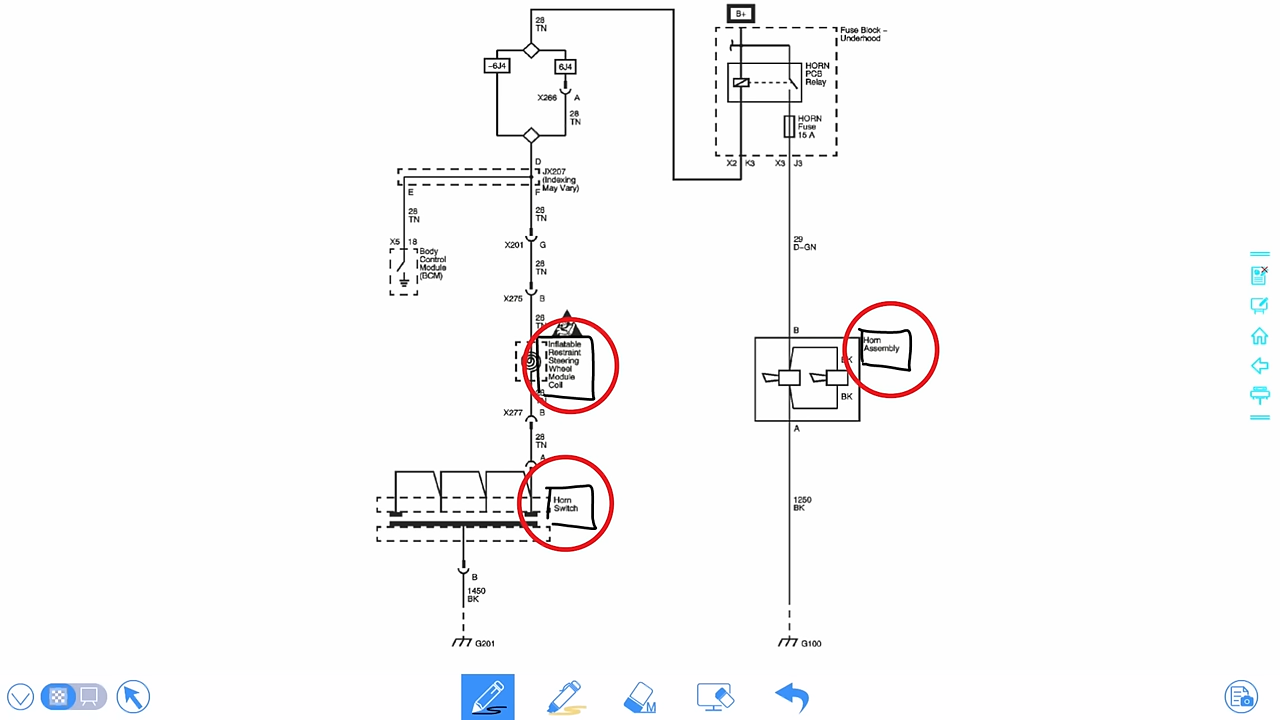 28
TN
-6J4
6J4
X266
A
28
TN
D
JX207
(Indexing
May Vary)
E
F
28
TN
28
TN
X5
18
Body
Control
Module
(BCM)
X201
G
28
TN
X275
B
28
TN
Inflatable
Restraint
Steering
Wheel
Module
Coil
X277
B
28
TN
A
Horn
Switch
B
1450
BK
G201
B+
Fuse Block -
Underhood
HORN
PCB
Relay
HORN
Fuse
15 A
X2
K3
X3
J3
29
D-GN
B
Horn
Assembly
BK
BK
A
1250
BK
G100
M